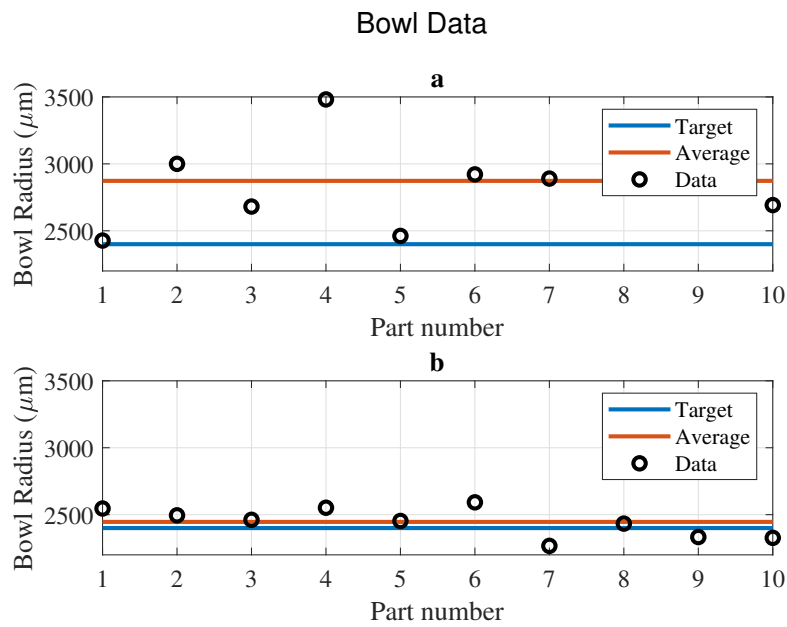 Bowl Data
a
Bowl Radius (μm)
3500
3000
2500
Target
Average
Data
1 2 3 4 5 6 7 8 9 10
Part number
b
Bowl Radius (μm)
3500
3000
2500
Target
Average
Data
1 2 3 4 5 6 7 8 9 10
Part number